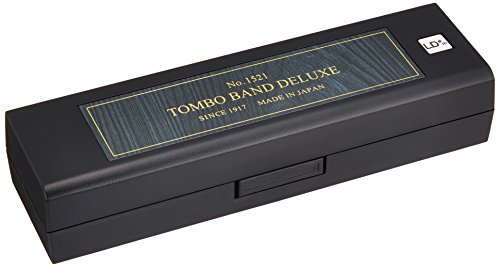 No.1521
TOMBO BAND DELUXE
SINCE 1917 MADE IN JAPAN
LD♯m